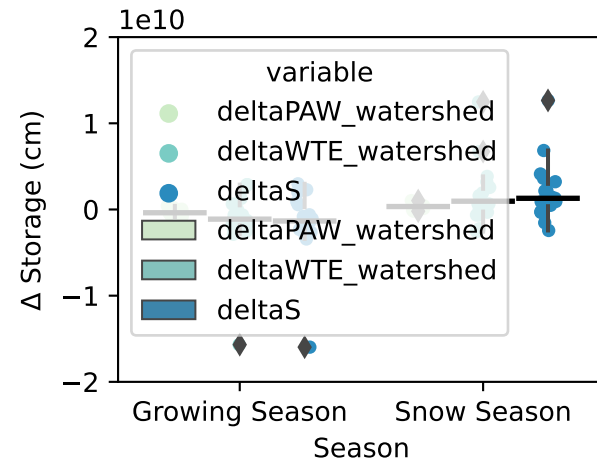 1e10
2
1
0
−1
−2
Δ Storage (cm)
variable
deltaPAW_watershed
deltaWTE_watershed
deltaS
deltaPAW_watershed
deltaWTE_watershed
deltaS
Growing Season
Snow Season
Season